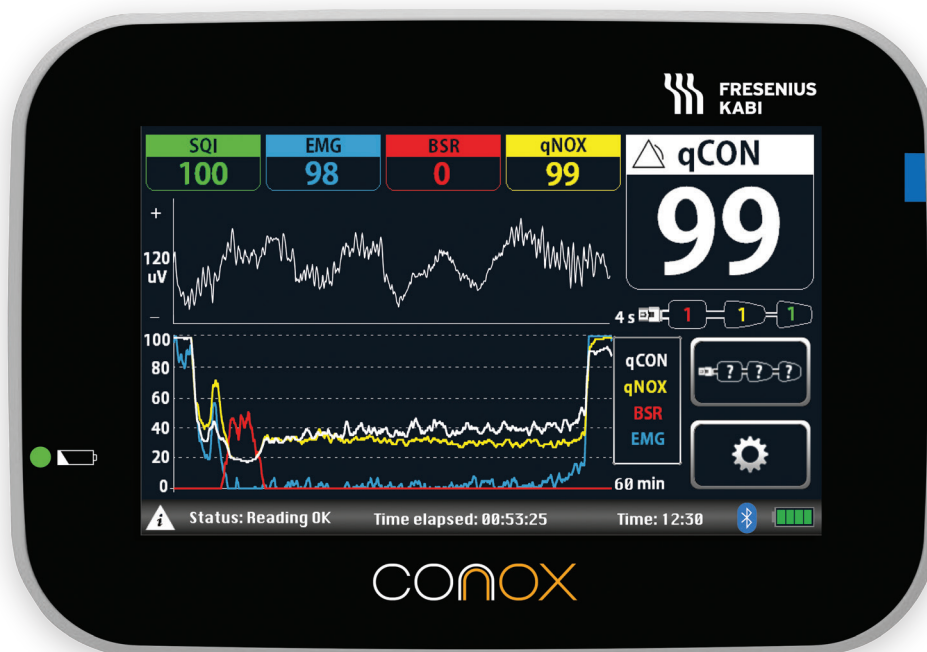 FRESENIUS
KABI
SQI
100
EMG
98
BSR
0
qNOX
99
qCON
99
+
120
uV
−
4 s
1
1
1
100
80
60
40
20
0
qCON
qNOX
BSR
EMG
60 min
? ? ?
i Status: Reading OK Time elapsed: 00:53:25 Time: 12:30
conox